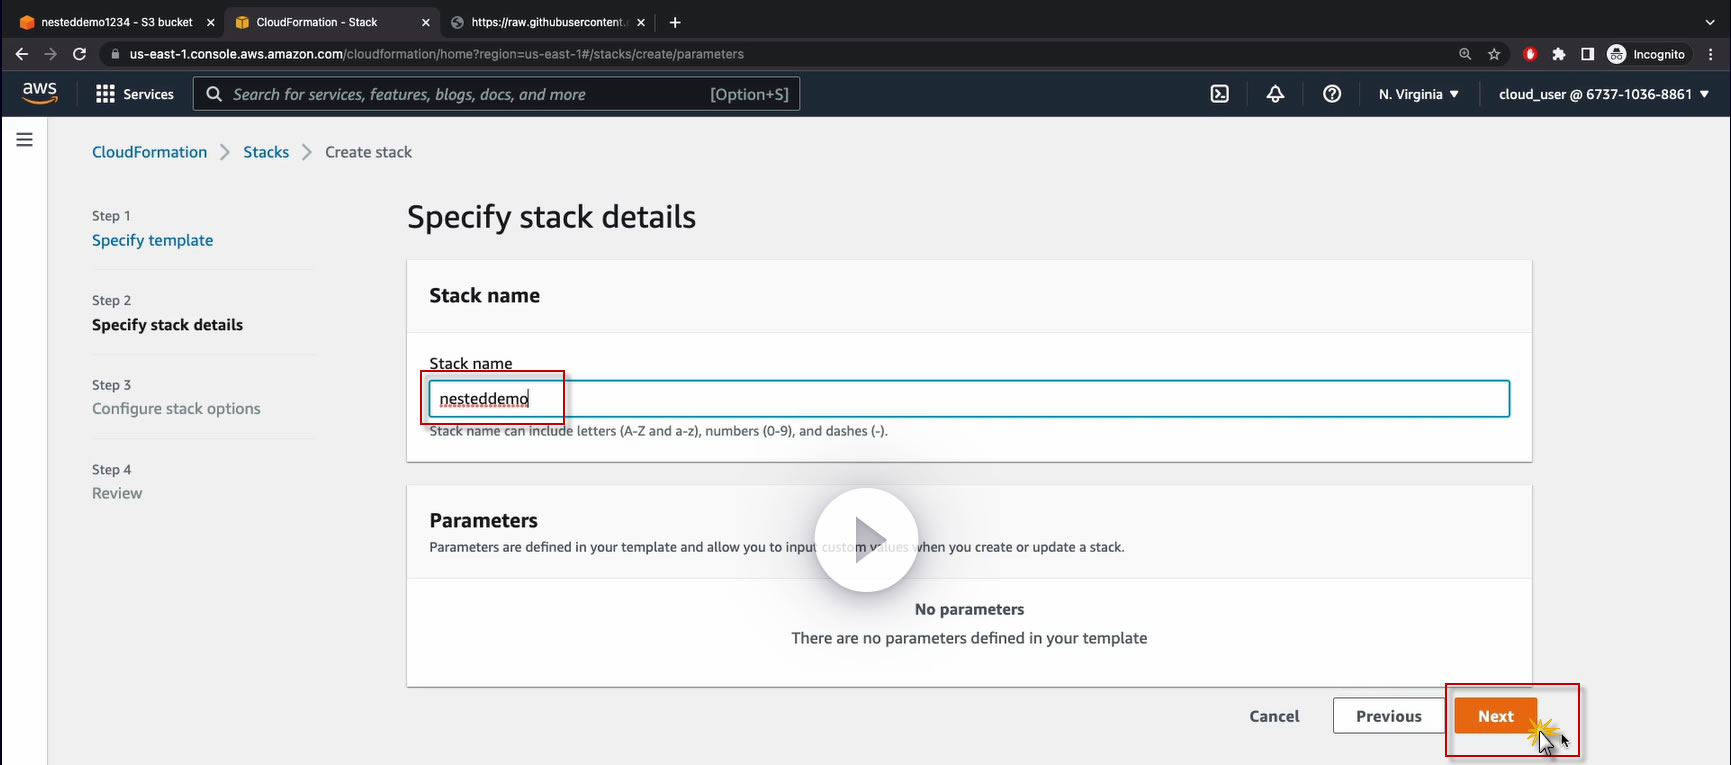 nesteddemo1234 - S3 bucket
CloudFormation - Stack
https://raw.githubusercontent.
us-east-1.console.aws.amazon.com/cloudformation/home?region=us-east-1#/stacks/create/parameters
Incognito
aws
Services
Search for services, features, blogs, docs, and more
[Option+S]
N. Virginia
cloud_user @ 6737-1036-8861
CloudFormation
Stacks
Create stack
Step 1
Specify template
Step 2
Specify stack details
Step 3
Configure stack options
Step 4
Review
Specify stack details
Stack name
Stack name
nesteddemo
Stack name can include letters (A-Z and a-z), numbers (0-9), and dashes (-).
Parameters
Parameters are defined in your template and allow you to input custom values when you create or update a stack.
No parameters
There are no parameters defined in your template
Cancel
Previous
Next